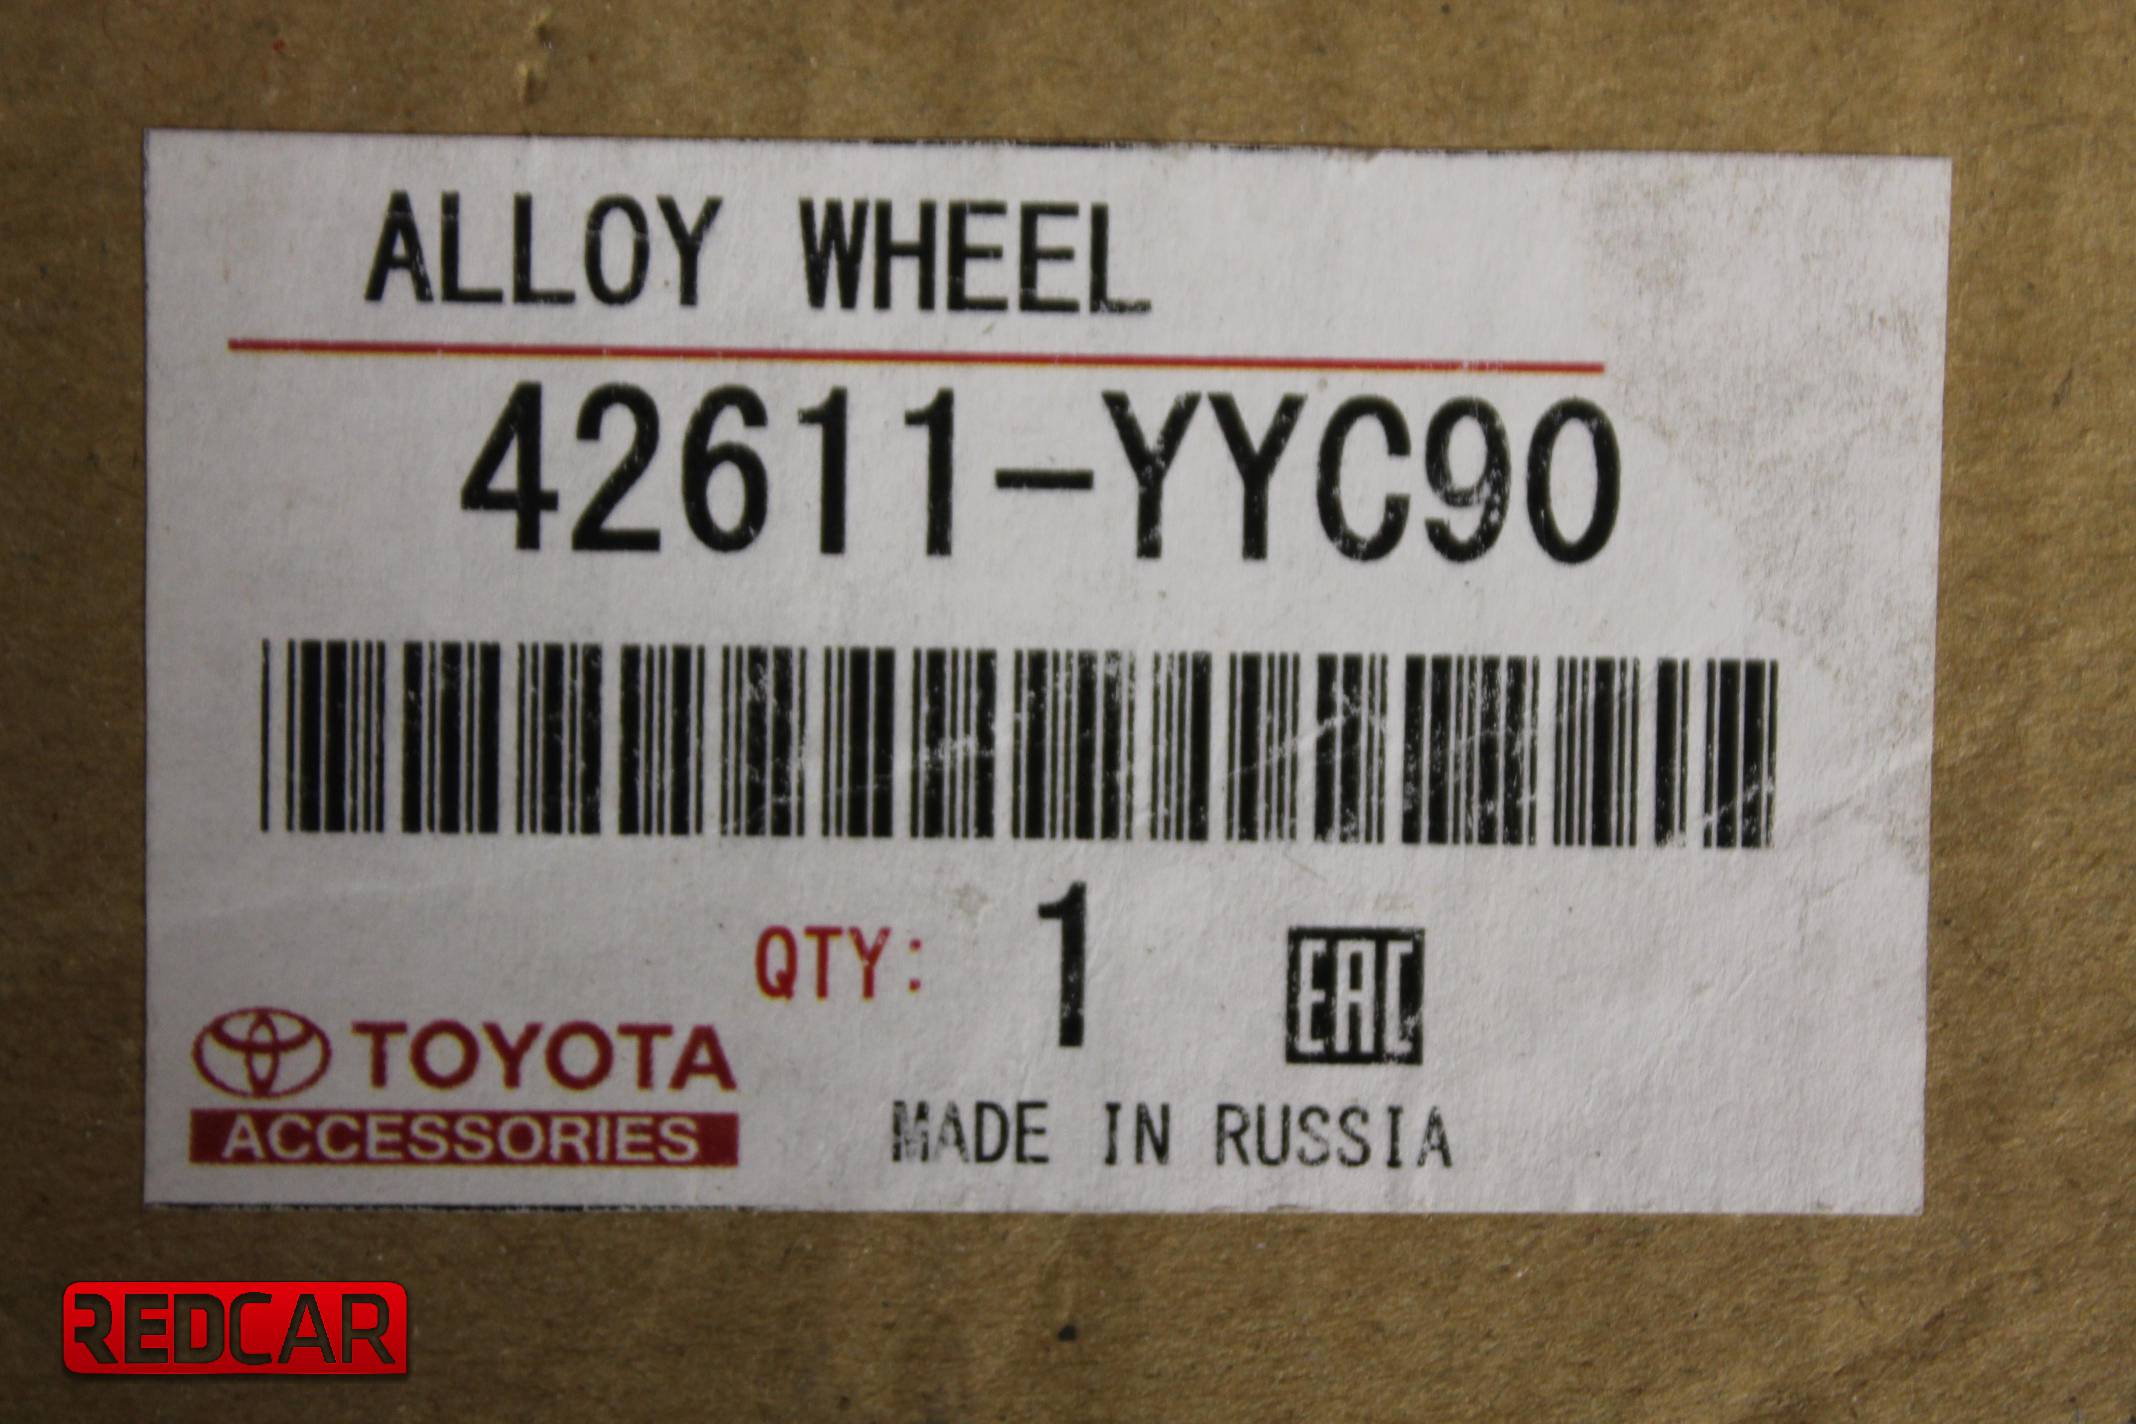 ALLOY WHEEL
42611-YYC90
QTY: 1
EAC
TOYOTA
ACCESSORIES
MADE IN RUSSIA
REDCAR